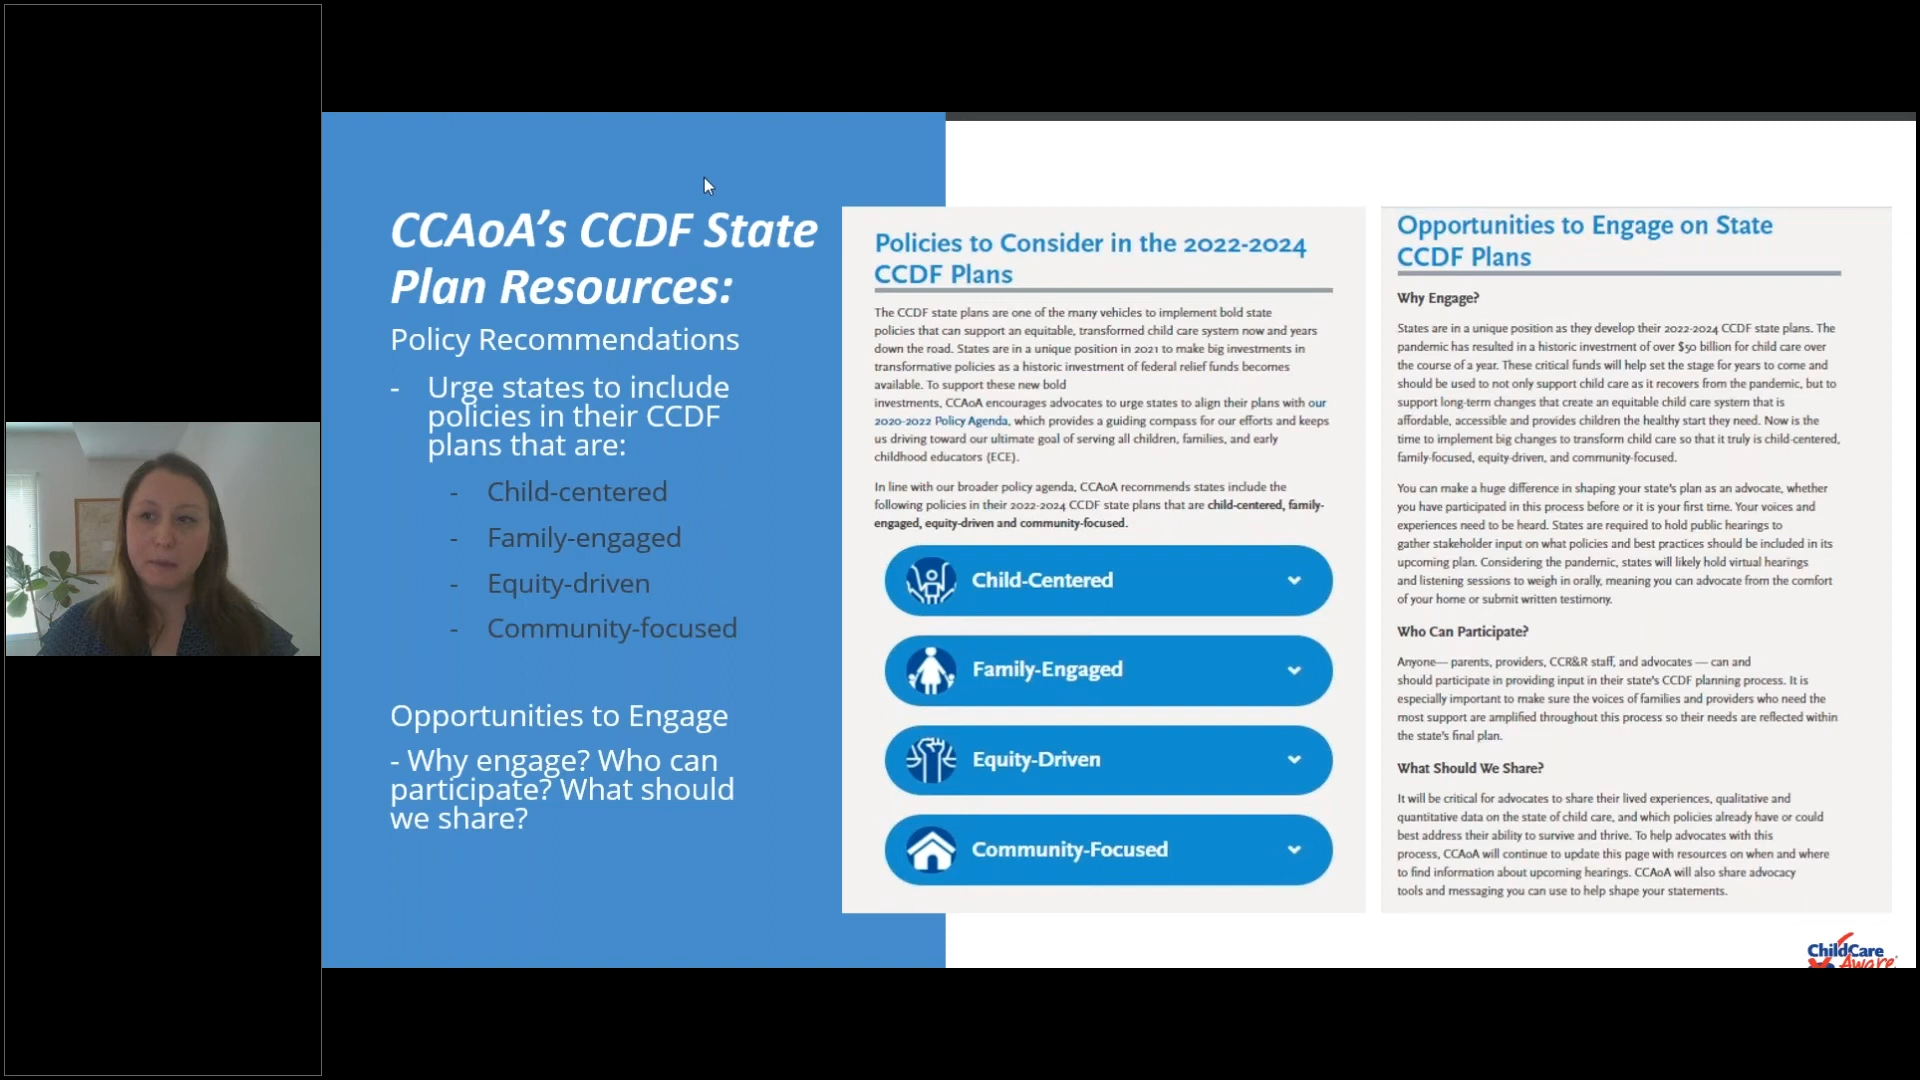 CCAoA’s CCDF State
Plan Resources:
Policy Recommendations
- Urge states to include
policies in their CCDF
plans that are:
- Child-centered
- Family-engaged
- Equity-driven
- Community-focused
Opportunities to Engage
- Why engage? Who can
participate? What should
we share?
Policies to Consider in the 2022-2024
CCDF Plans
The CCDF state plans are one of the many vehicles to implement bold state
policies that can support an equitable, transformed child care system now and years
down the road. States are in a unique position in 2021 to make big investments in
transformative policies as a historic investment of federal relief funds becomes
available. To support these new bold
investments, CCAoA encourages advocates to urge states to align their plans with our
2020-2022 Policy Agenda, which provides a guiding compass for our efforts and keeps
us driving toward our ultimate goal of serving all children, families, and early
childhood educators (ECE).
In line with our broader policy agenda, CCAoA recommends states include the
following policies in their 2022-2024 CCDF state plans that are child-centered, family-
engaged, equity-driven and community-focused.
Child-Centered
Family-Engaged
Equity-Driven
Community-Focused
Opportunities to Engage on State
CCDF Plans
Why Engage?
States are in a unique position as they develop their 2022-2024 CCDF state plans. The
pandemic has resulted in a historic investment of over $50 billion for child care over
the course of a year. These critical funds will help set the stage for years to come and
should be used to not only support child care as it recovers from the pandemic, but to
support long-term changes that create an equitable child care system that is
affordable, accessible and provides children the healthy start they need. Now is the
time to implement big changes to transform child care so that it truly is child-centered,
family-focused, equity-driven, and community-focused.
You can make a huge difference in shaping your state's plan as an advocate, whether
you have participated in this process before or it is your first time. Your voices and
experiences need to be heard. States are required to hold public hearings to
gather stakeholder input on what policies and best practices should be included in its
upcoming plan. Considering the pandemic, states will likely hold virtual hearings
and listening sessions to weigh in orally, meaning you can advocate from the comfort
of your home or submit written testimony.
Who Can Participate?
Anyone— parents, providers, CCR&R staff, and advocates — can and
should participate in providing input in their state's CCDF planning process. It is
especially important to make sure the voices of families and providers who need the
most support are amplified throughout this process so their needs are reflected within
the state's final plan.
What Should We Share?
It will be critical for advocates to share their lived experiences, qualitative and
quantitative data on the state of child care, and which policies already have or could
best address their ability to survive and thrive. To help advocates with this
process, CCAoA will continue to update this page with resources on when and where
to find information about upcoming hearings. CCAoA will also share advocacy
tools and messaging you can use to help shape your statements.
ChildCare
Aware